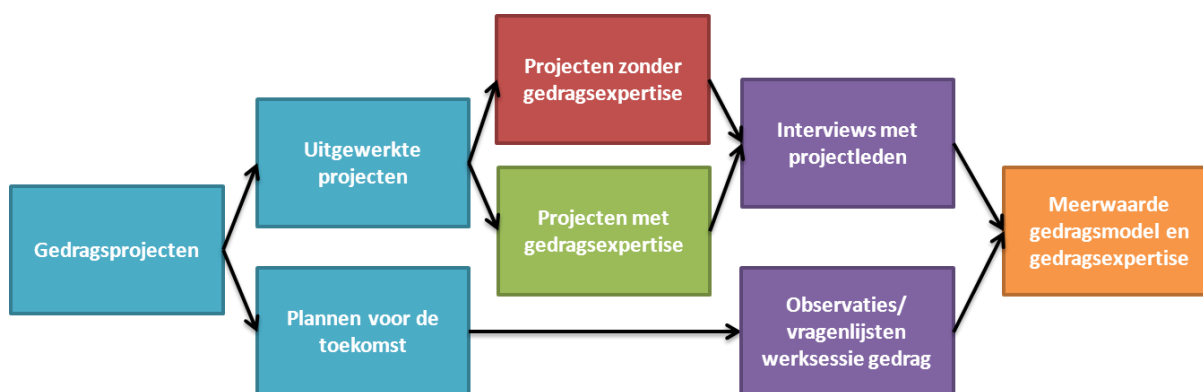 Gedragsprojecten
Uitgewerkte
projecten
Plannen voor de
toekomst
Projecten zonder
gedragsexpertise
Projecten met
gedragsexpertise
Interviews met
projectleden
Observaties/
vragenlijsten
werksessie gedrag
Meerwaarde
gedragsmodel en
gedragsexpertise